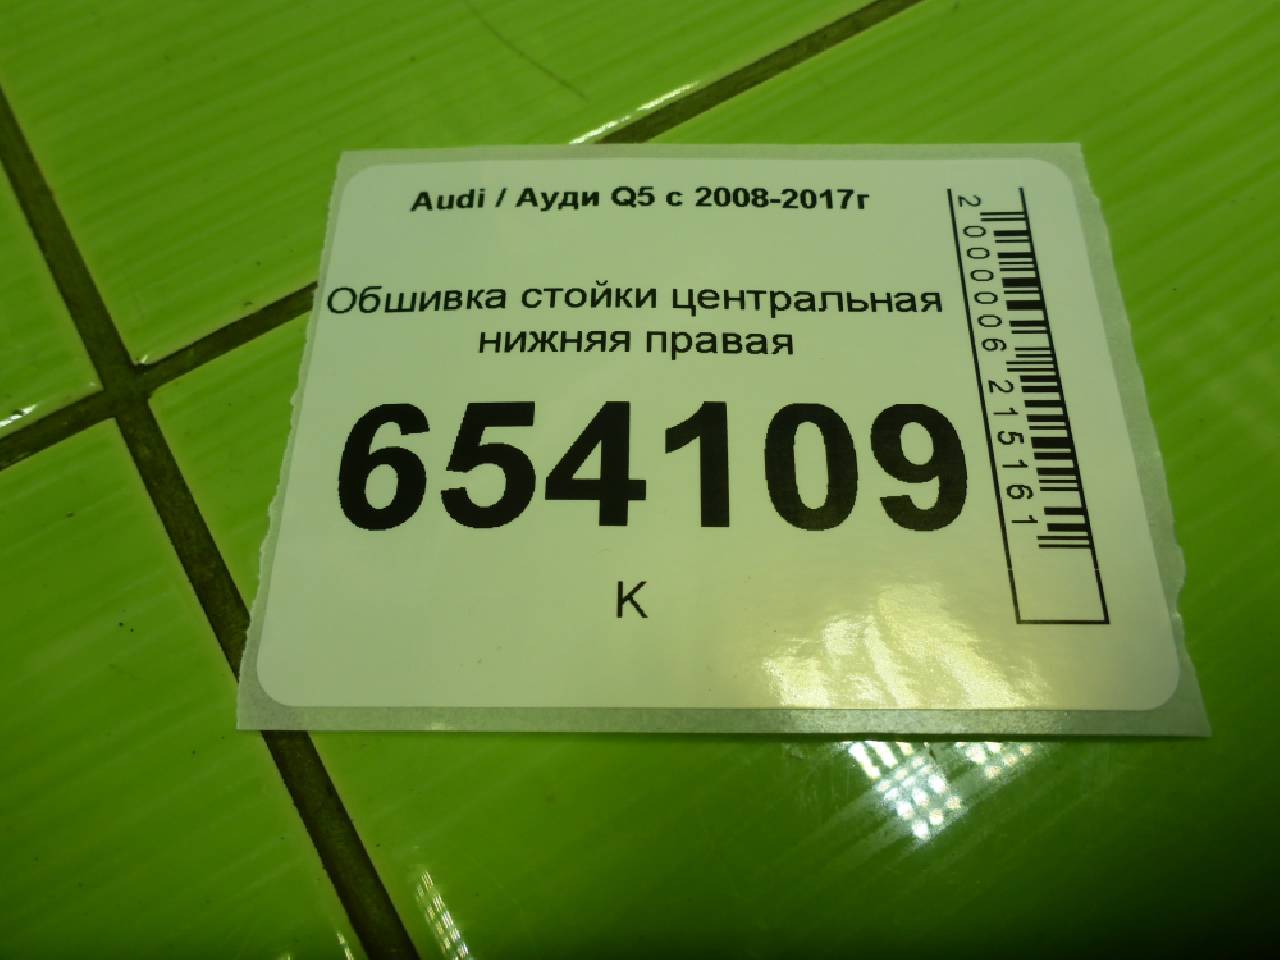 Audi / Ауди Q5 с 2008-2017г
Обшивка стойки центральная
нижняя правая
654109
К
2000006215161